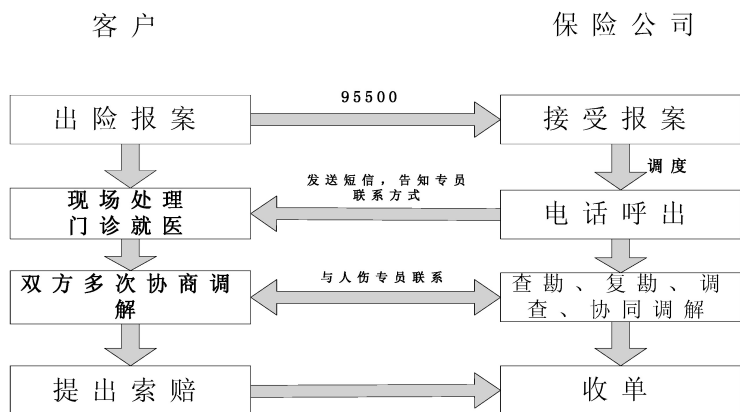 客户
保险公司
95500
出险报案
接受报案
调度
发送短信，告知专员
联系方式
现场处理
门诊就医
电话呼出
与人伤专员联系
双方多次协商调
解
查勘、复勘、调
查、协同调解
提出索赔
收单